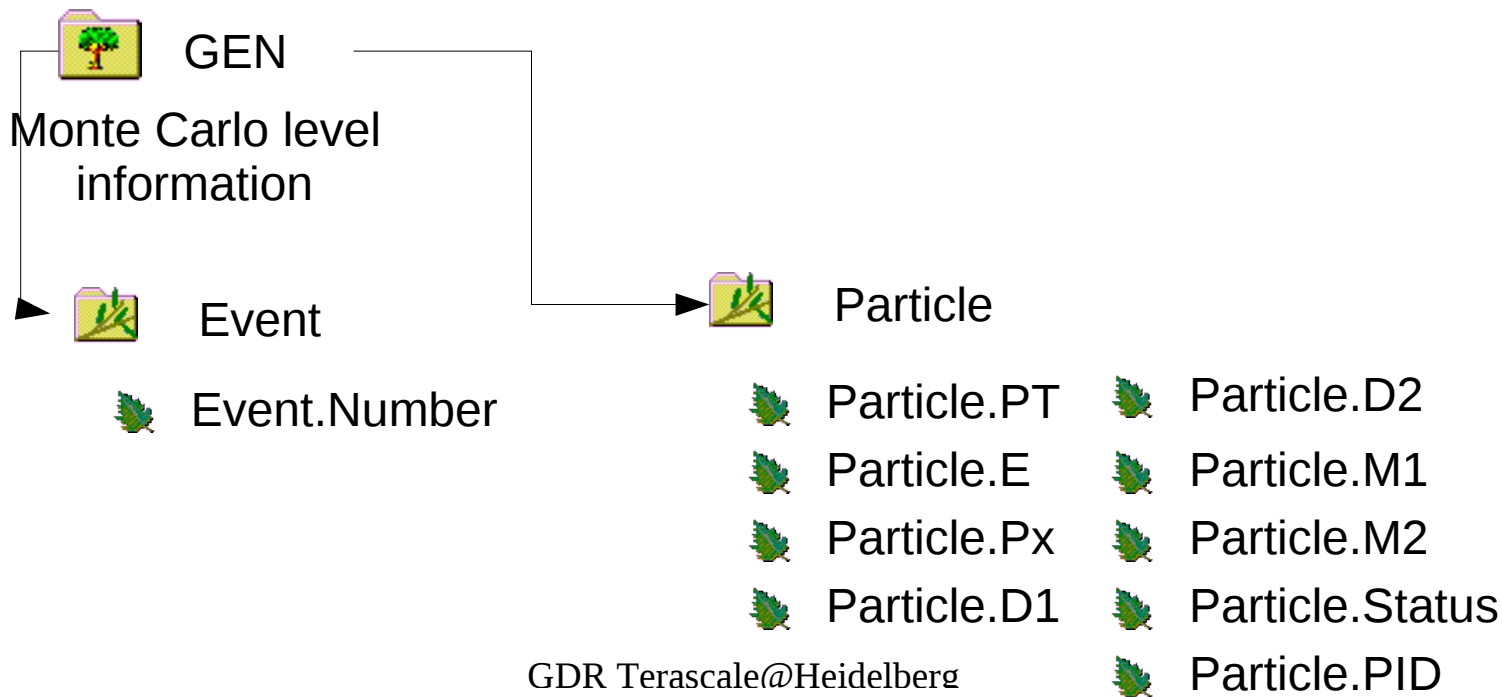 GEN
Monte Carlo level
information
Event
Event.Number
Particle
Particle.PT
Particle.E
Particle.Px
Particle.D1
Particle.D2
Particle.M1
Particle.M2
Particle.Status
Particle.PID
GDR Terascale@Heidelberg